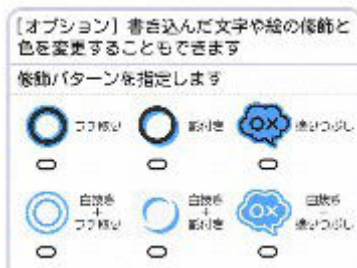 [オプション] 書き込んだ文字や絵の修飾と
色を変更することもできます
修飾パターンを指定します
フチ取り 影付き OX 塗りつぶし
白抜き 白抜き OX 白抜き
+ + +
フチ取り 影付き 塗りつぶし